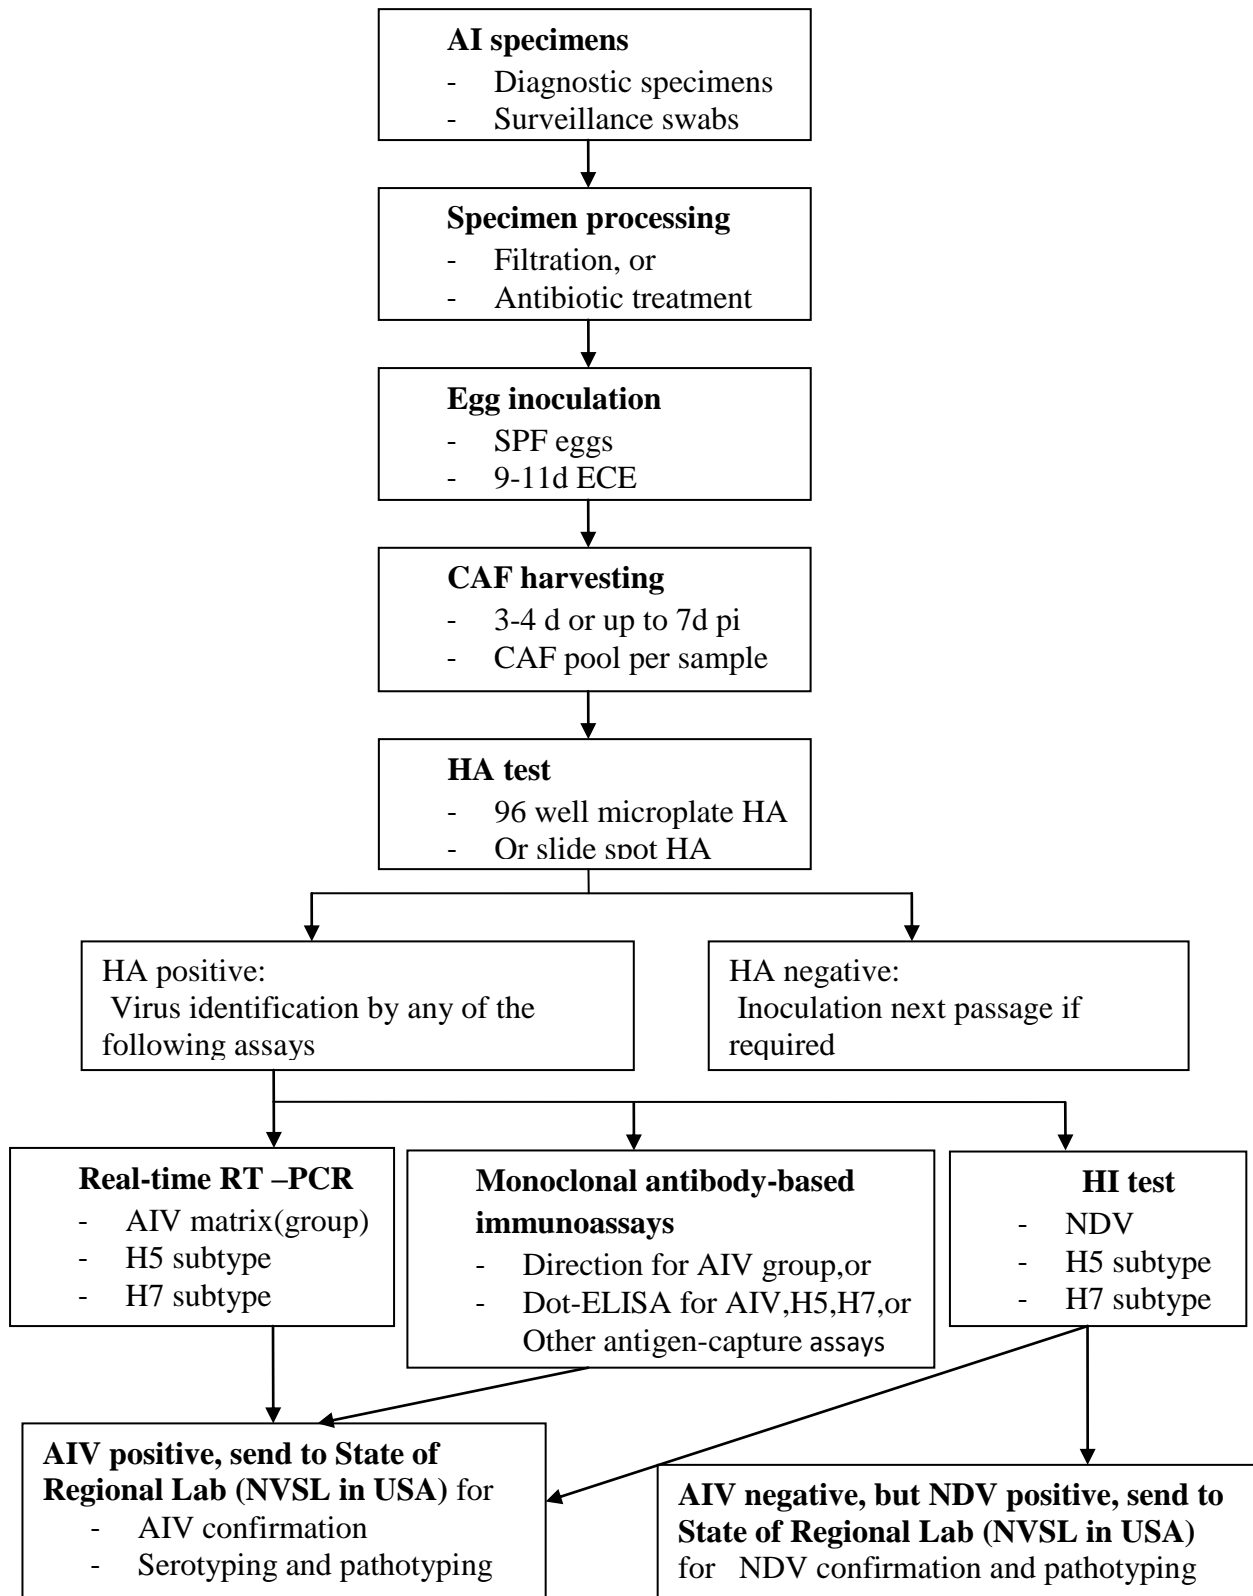 AI specimens
- Diagnostic specimens
- Surveillance swabs
Specimen processing
- Filtration, or
- Antibiotic treatment
Egg inoculation
- SPF eggs
- 9-11d ECE
CAF harvesting
- 3-4 d or up to 7d pi
- CAF pool per sample
HA test
- 96 well microplate HA
- Or slide spot HA
HA positive:
Virus identification by any of the
following assays
HA negative:
Inoculation next passage if
required
Real-time RT –PCR
- AIV matrix(group)
- H5 subtype
- H7 subtype
Monoclonal antibody-based
immunoassays
- Direction for AIV group,or
- Dot-ELISA for AIV,H5,H7,or
Other antigen-capture assays
HI test
- NDV
- H5 subtype
- H7 subtype
AIV positive, send to State of
Regional Lab (NVSL in USA) for
- AIV confirmation
- Serotyping and pathotyping
AIV negative, but NDV positive, send to
State of Regional Lab (NVSL in USA)
for NDV confirmation and pathotyping